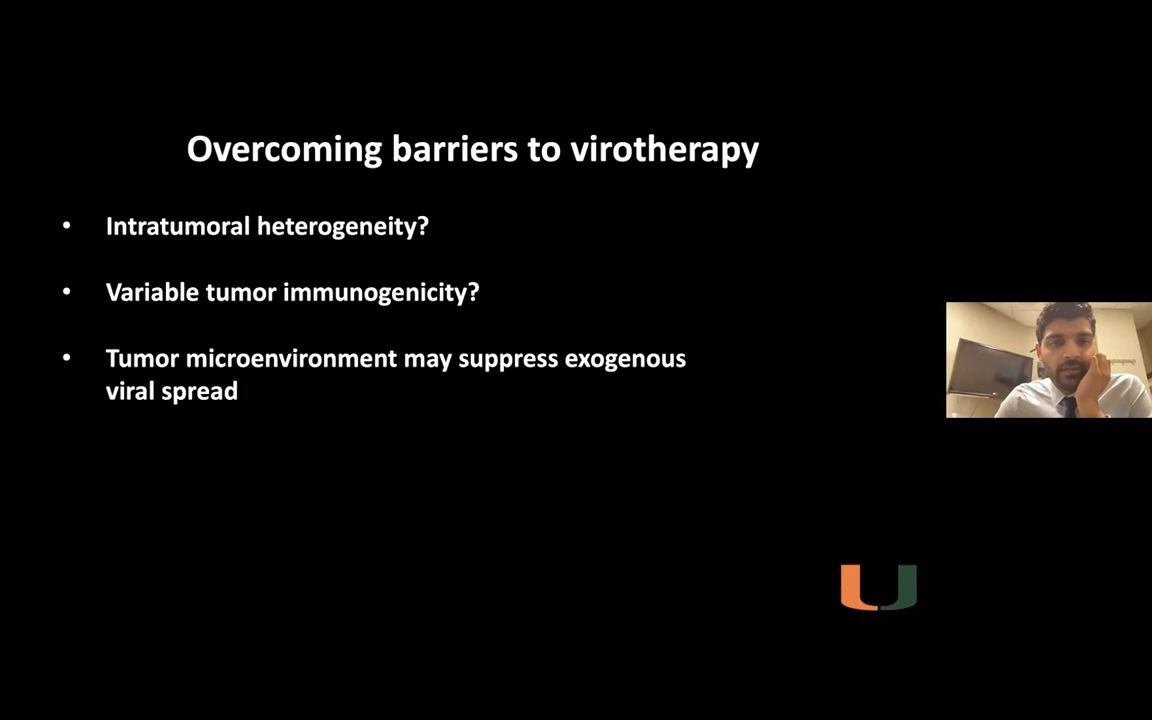 Overcoming barriers to virotherapy
• Intratumoral heterogeneity?
• Variable tumor immunogenicity?
• Tumor microenvironment may suppress exogenous
viral spread